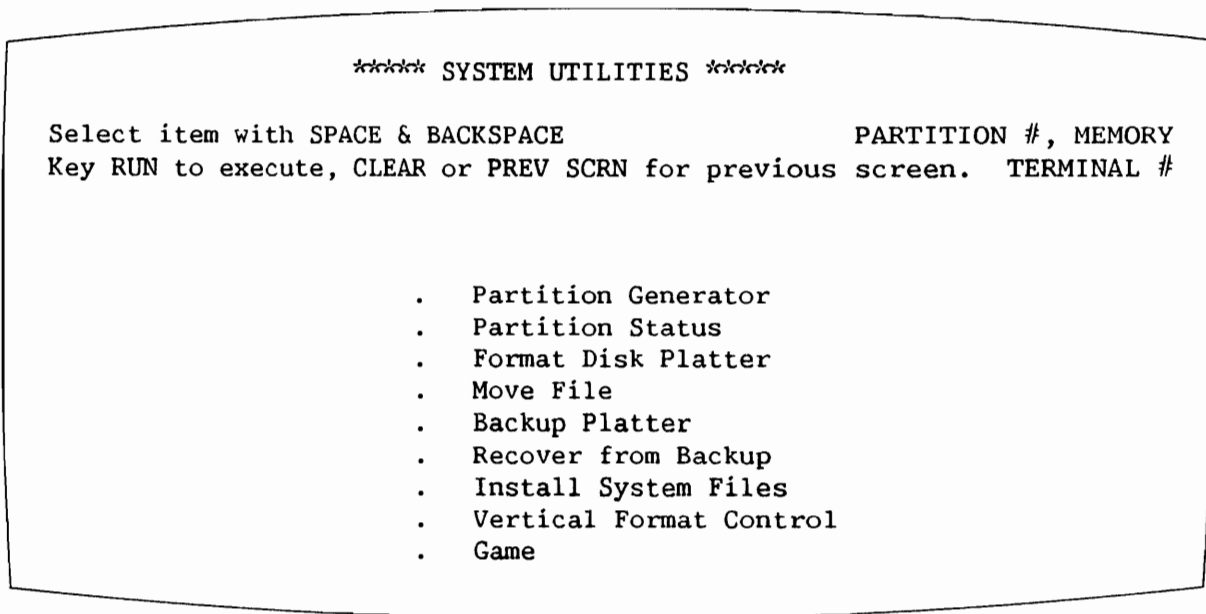 ***** SYSTEM UTILITIES *****
Select item with SPACE & BACKSPACE PARTITION #, MEMORY
Key RUN to execute, CLEAR or PREV SCRN for previous screen. TERMINAL #
. Partition Generator
. Partition Status
. Format Disk Platter
. Move File
. Backup Platter
. Recover from Backup
. Install System Files
. Vertical Format Control
. Game